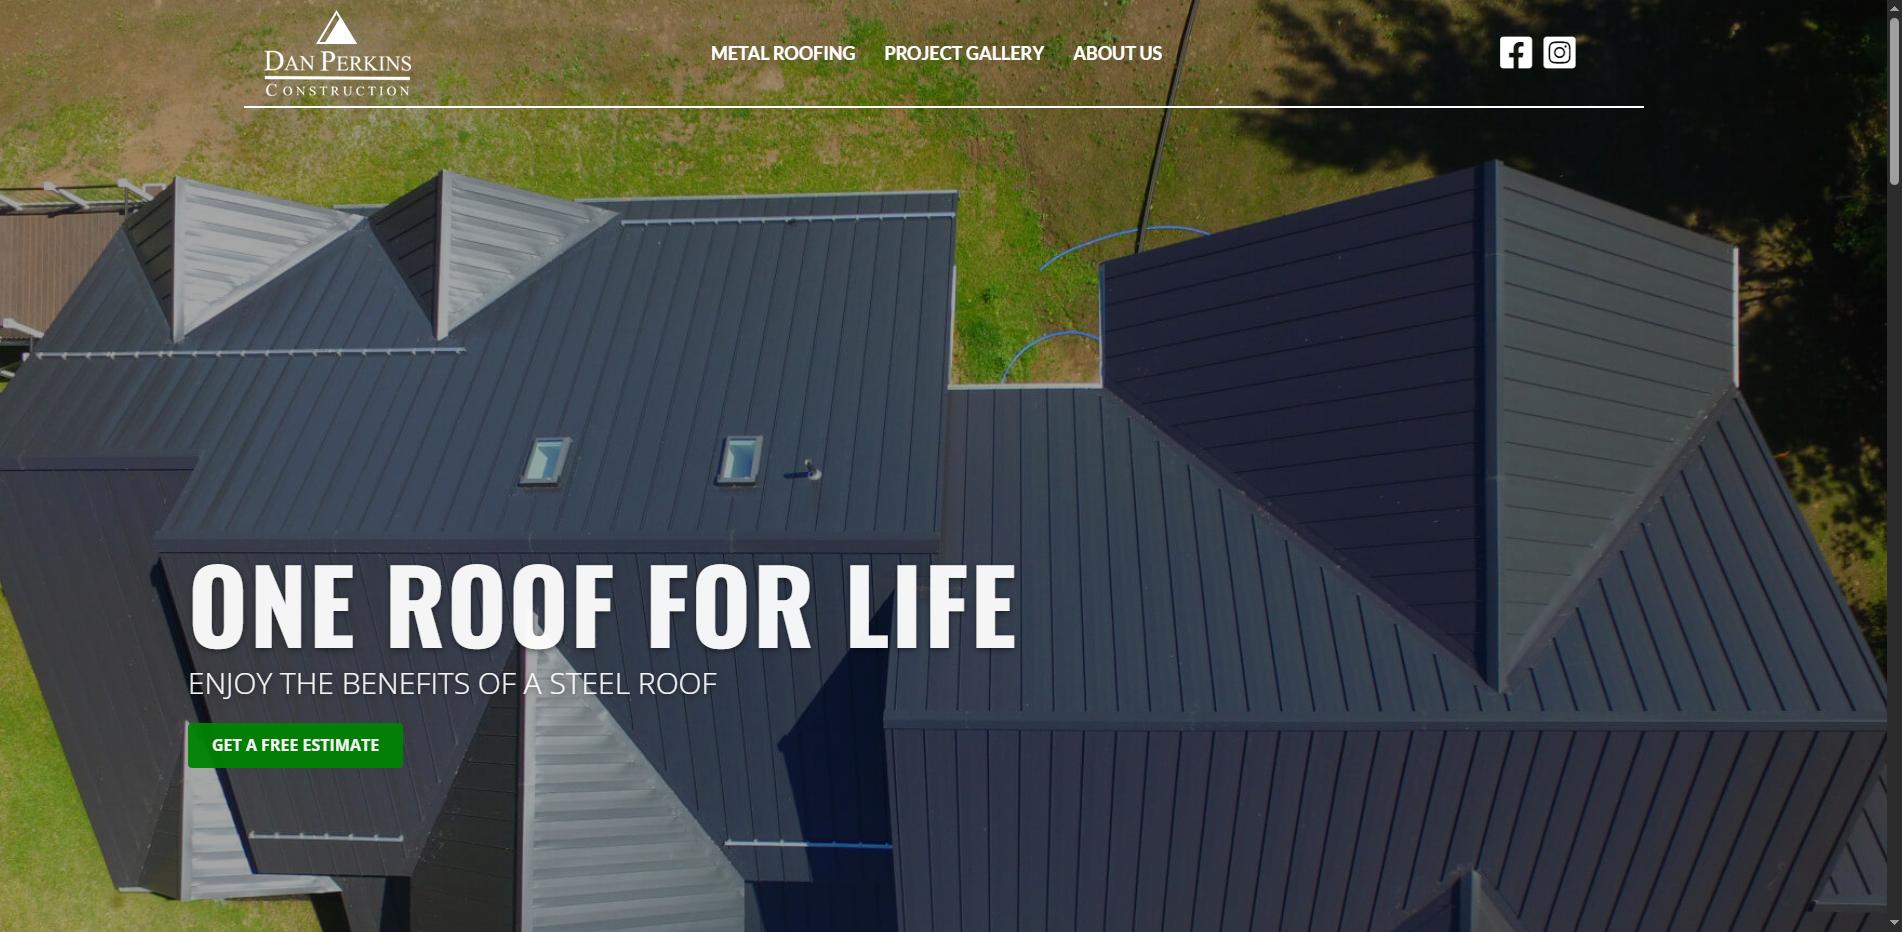 DAN PERKINS
CONSTRUCTION
METAL ROOFING
PROJECT GALLERY
ABOUT US
ONE ROOF FOR LIFE
ENJOY THE BENEFITS OF A STEEL ROOF
GET A FREE ESTIMATE